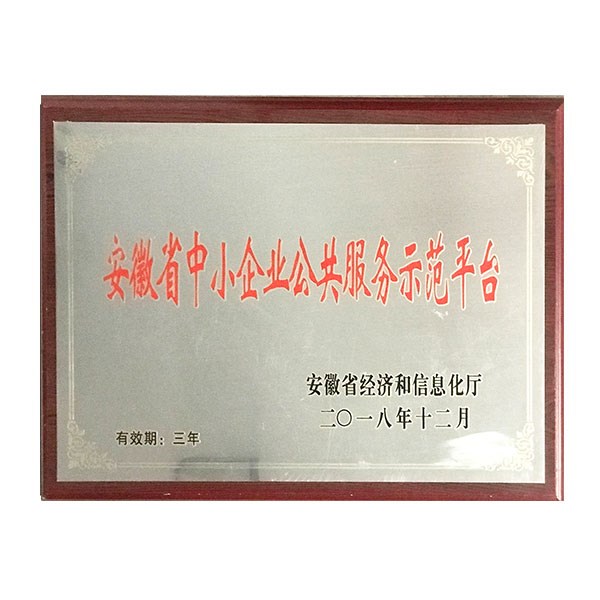 安徽省中小企业公共服务示范平台
安徽省经济和信息化厅
二〇一八年十二月
有效期：三年